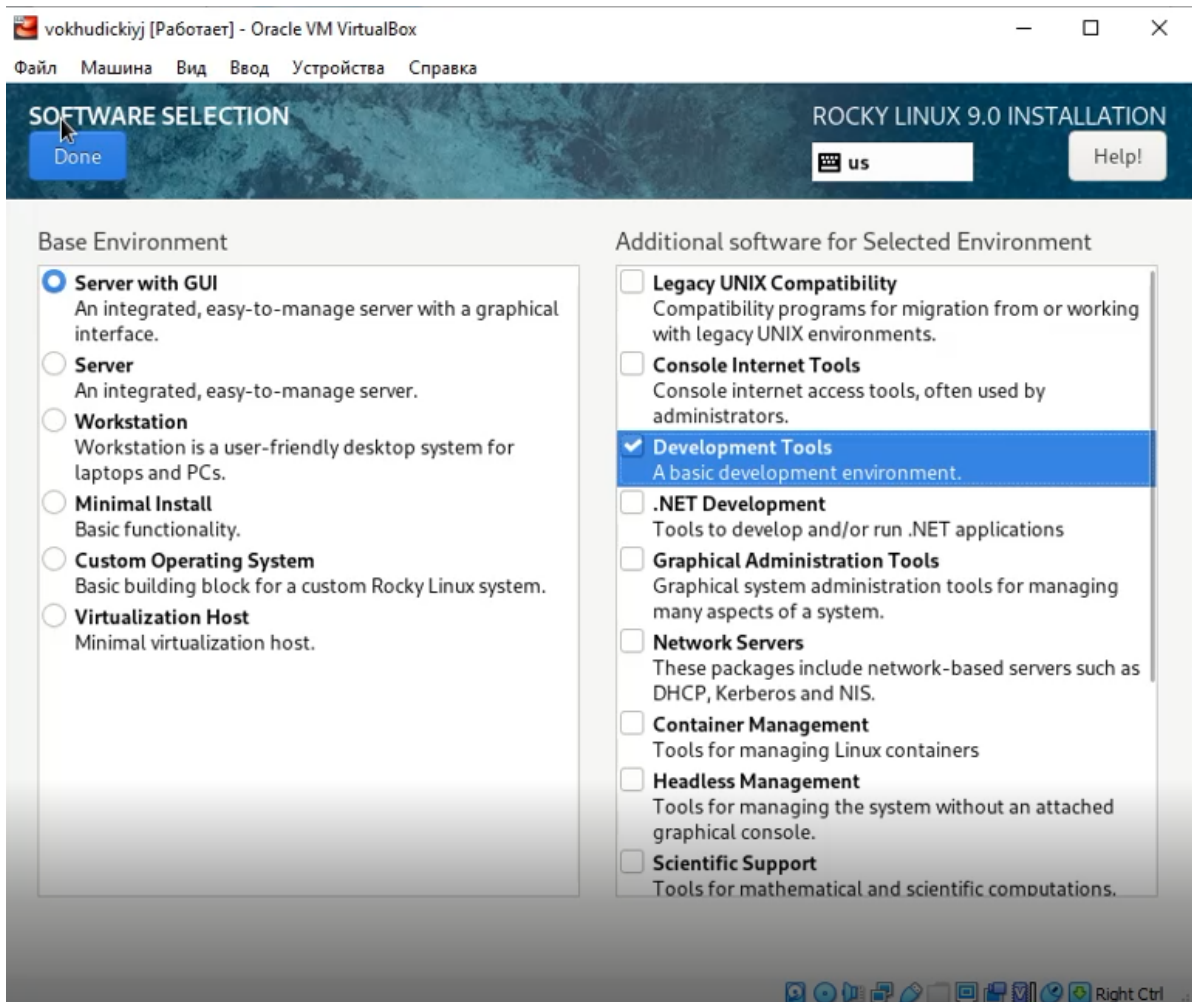 vokhudickiyj [Работает] - Oracle VM VirtualBox
Файл Машина Вид Ввод Устройства Справка
SOFTWARE SELECTION
Done
ROCKY LINUX 9.0 INSTALLATION
us
Help!
Base Environment
Server with GUI
An integrated, easy-to-manage server with a graphical
interface.
Server
An integrated, easy-to-manage server.
Workstation
Workstation is a user-friendly desktop system for
laptops and PCs.
Minimal Install
Basic functionality.
Custom Operating System
Basic building block for a custom Rocky Linux system.
Virtualization Host
Minimal virtualization host.
Additional software for Selected Environment
Legacy UNIX Compatibility
Compatibility programs for migration from or working
with legacy UNIX environments.
Console Internet Tools
Console internet access tools, often used by
administrators.
Development Tools
A basic development environment.
.NET Development
Tools to develop and/or run .NET applications
Graphical Administration Tools
Graphical system administration tools for managing
many aspects of a system.
Network Servers
These packages include network-based servers such as
DHCP, Kerberos and NIS.
Container Management
Tools for managing Linux containers
Headless Management
Tools for managing the system without an attached
graphical console.
Scientific Support
Tools for mathematical and scientific computations.
Right Ctrl